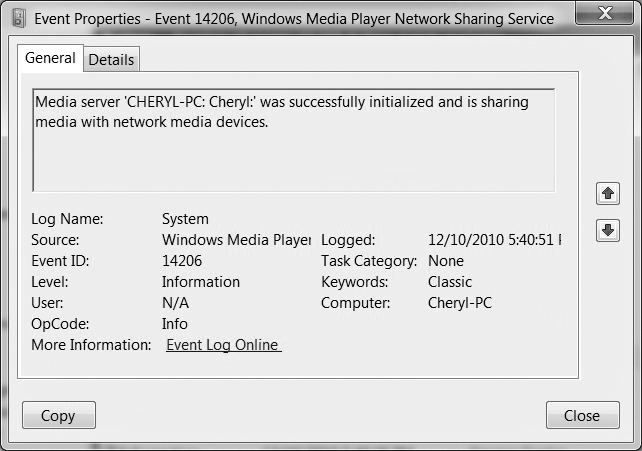 Event Properties - Event 14206, Windows Media Player Network Sharing Service
General Details
Media server 'CHERYL-PC: Cheryl:' was successfully initialized and is sharing
media with network media devices.
Log Name: System
Source: Windows Media Player Logged: 12/10/2010 5:40:51
Event ID: 14206 Task Category: None
Level: Information Keywords: Classic
User: N/A Computer: Cheryl-PC
OpCode: Info
More Information: Event Log Online
Copy Close